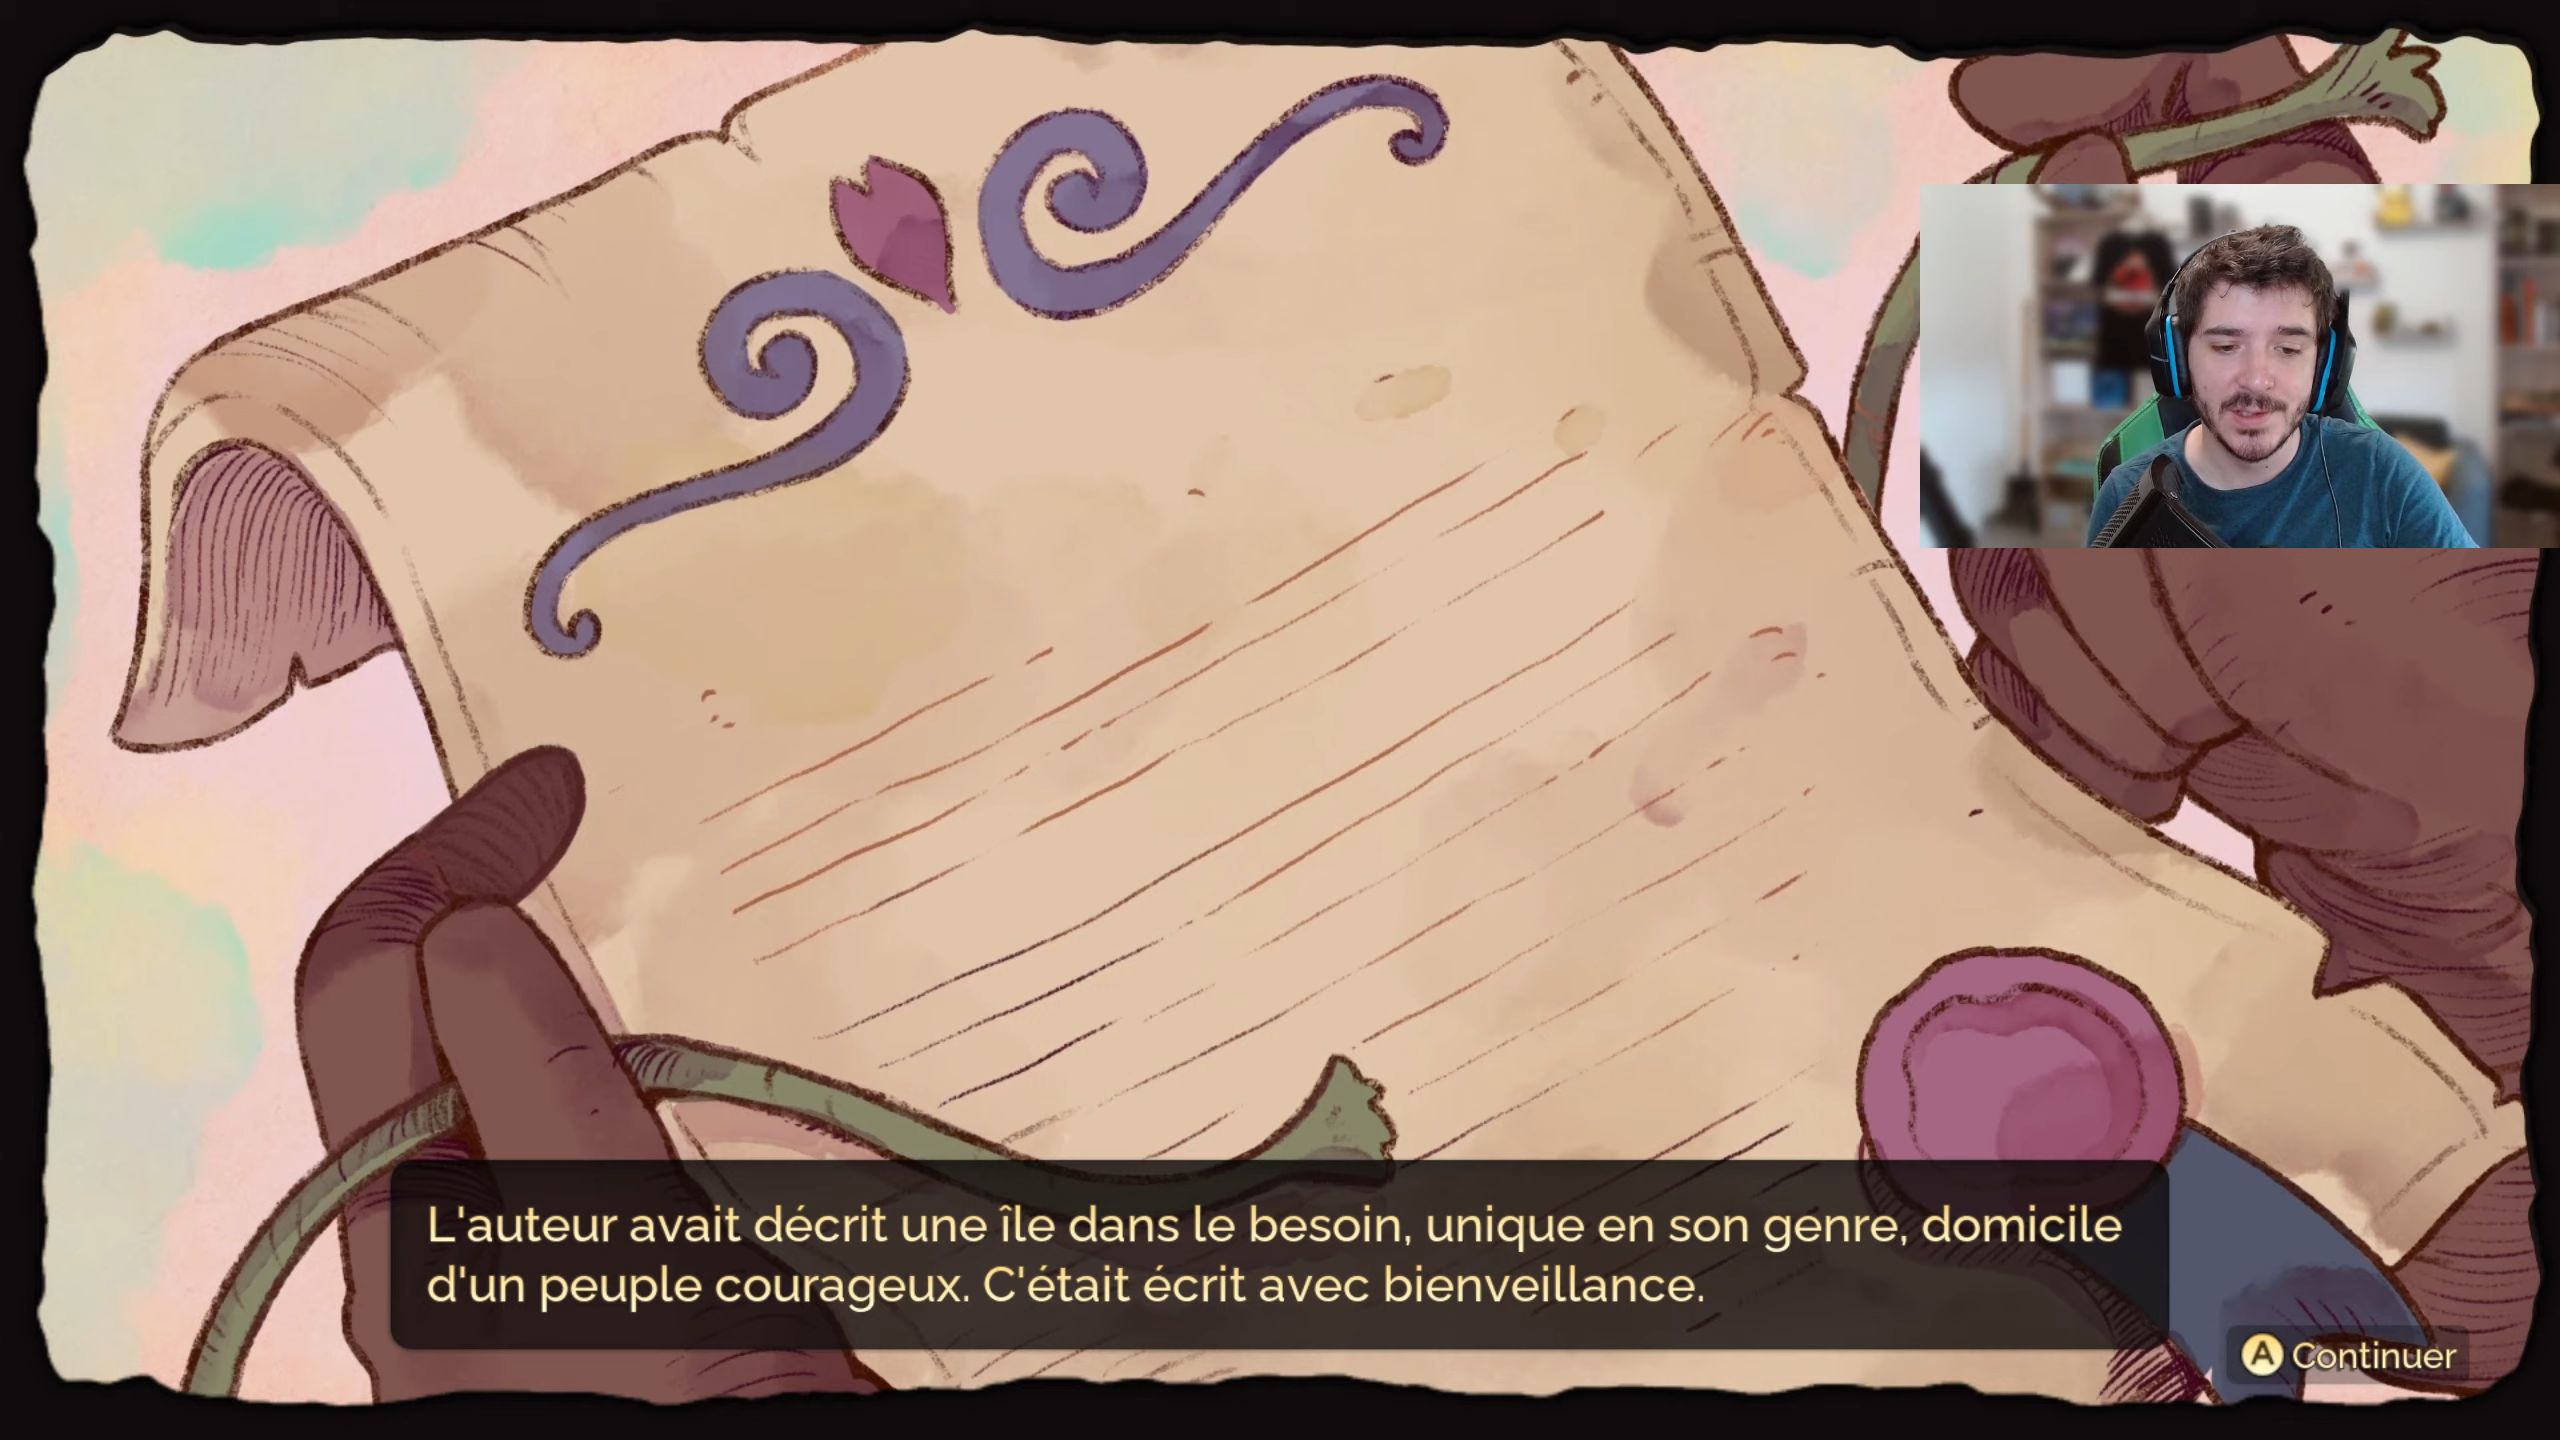 L'auteur avait décrit une île dans le besoin, unique en son genre, domicile
d'un peuple courageux. C'était écrit avec bienveillance.
A Continuer